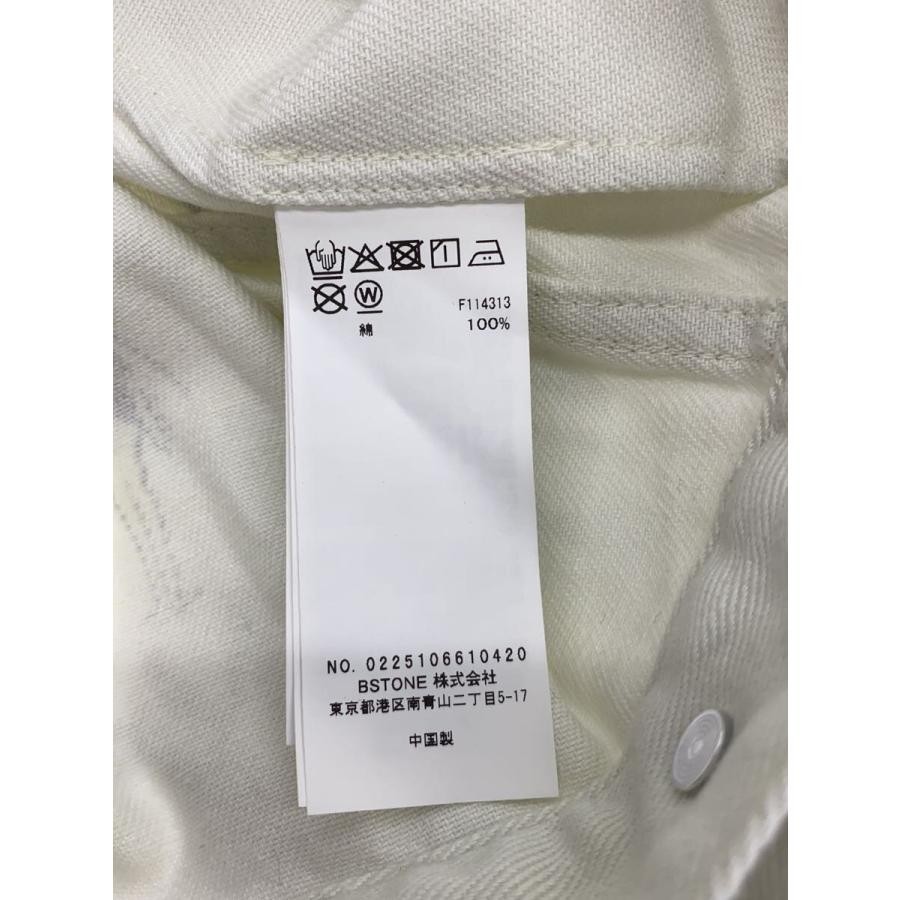 W
F114313
綿 100%
NO. 0225106610420
BSTONE 株式会社
東京都港区南青山二丁目5-17
中国製